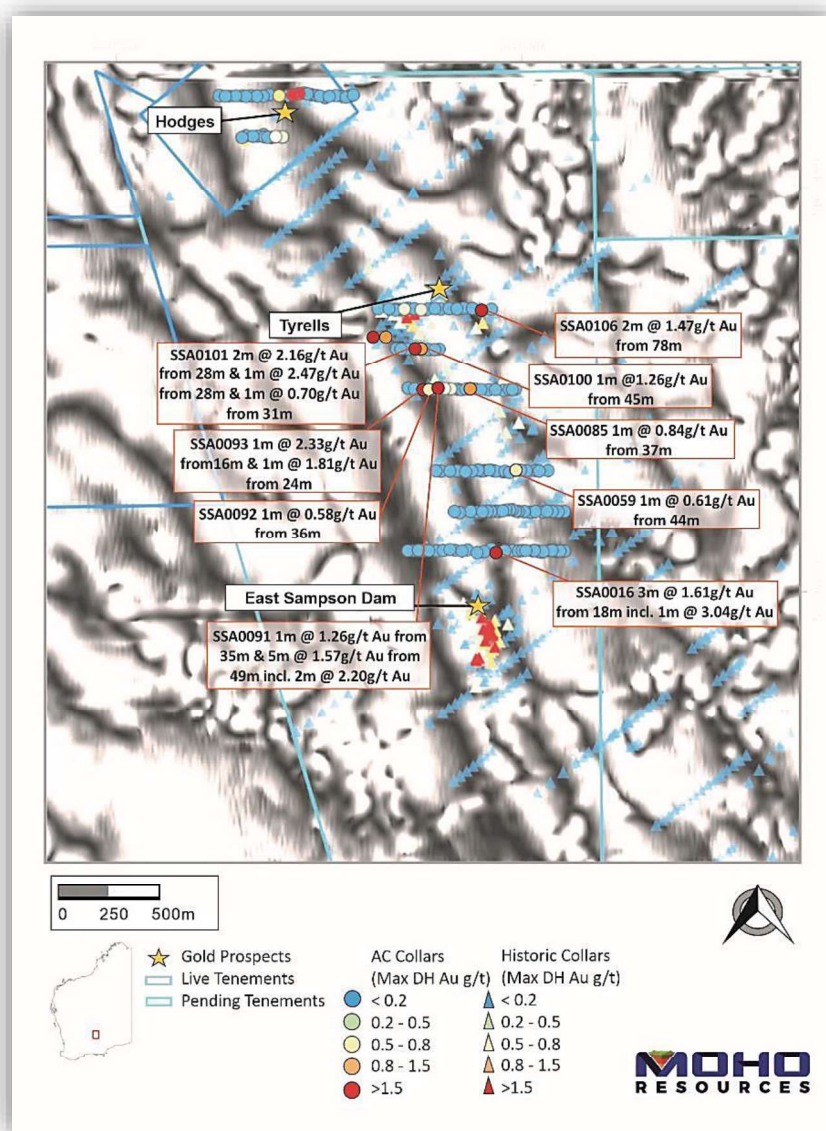 Hodges
Tyrells
SSA0106 2m @ 1.47g/t Au
from 78m
SSA0101 2m @ 2.16g/t Au
from 28m & 1m @ 2.47g/t Au
from 28m & 1m @ 0.70g/t Au
from 31m
SSA0100 1m @1.26g/t Au
from 45m
SSA0085 1m @ 0.84g/t Au
from 37m
SSA0093 1m @ 2.33g/t Au
from16m & 1m @ 1.81g/t Au
from 24m
SSA0059 1m @ 0.61g/t Au
from 44m
SSA0092 1m @ 0.58g/t Au
from 36m
East Sampson Dam
SSA0016 3m @ 1.61g/t Au
from 18m incl. 1m @ 3.04g/t Au
SSA0091 1m @ 1.26g/t Au from
35m & 5m @ 1.57g/t Au from
49m incl. 2m @ 2.20g/t Au
0 250 500m
Gold Prospects
Live Tenements
Pending Tenements
AC Collars
(Max DH Au g/t)
< 0.2
0.2 - 0.5
0.5 - 0.8
0.8 - 1.5
>1.5
Historic Collars
(Max DH Au g/t)
< 0.2
0.2 - 0.5
0.5 - 0.8
0.8 - 1.5
>1.5
MOHO
RESOURCES